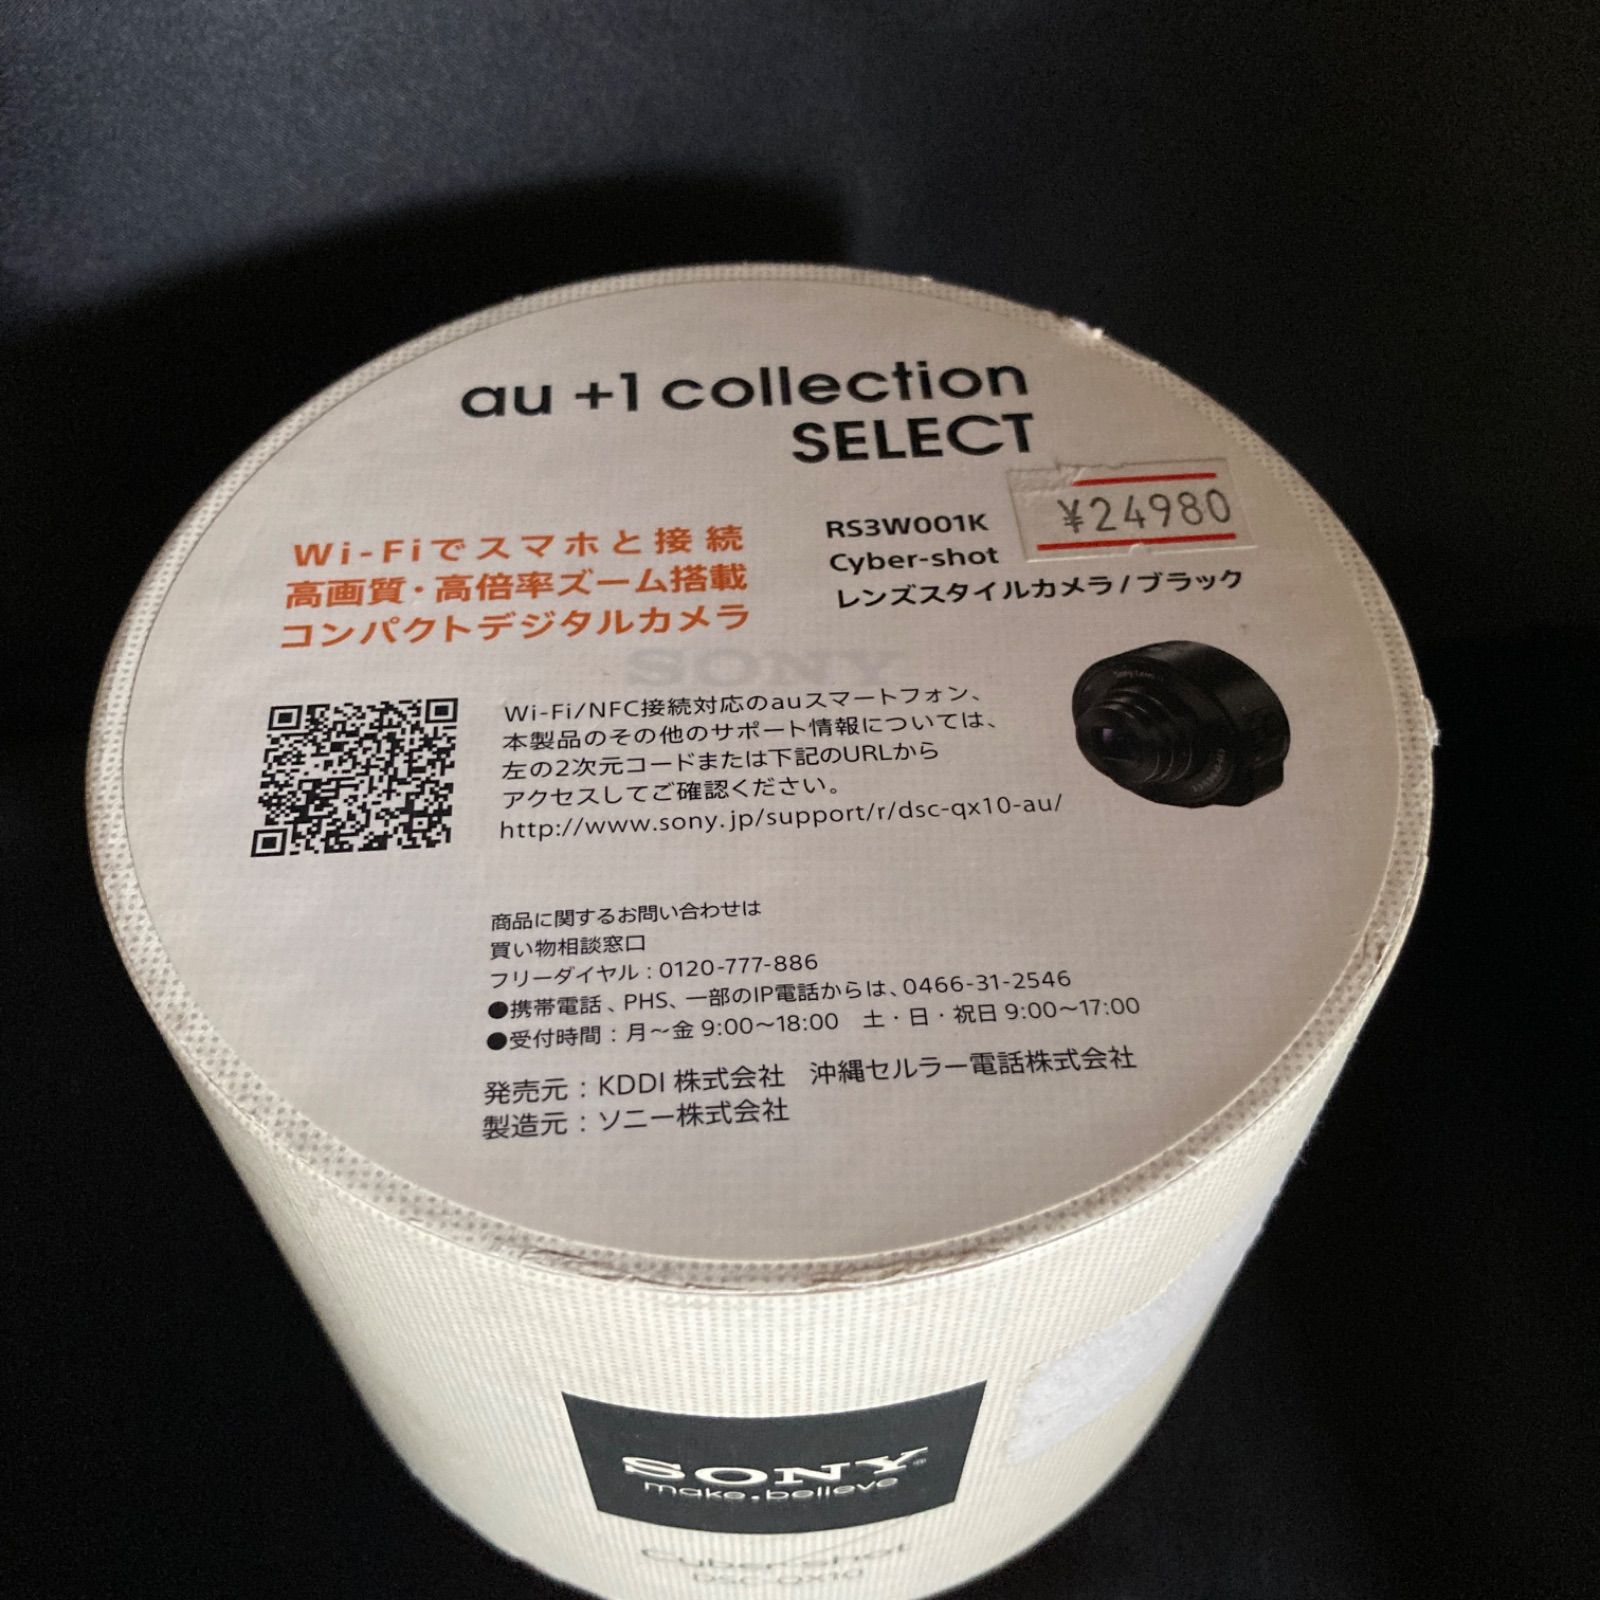 au +1 collection
SELECT
¥24980
Wi-Fiでスマホと接続
高画質・高倍率ズーム搭載
コンパクトデジタルカメラ
RS3W001K
Cyber-shot
レンズスタイルカメラ/ブラック
SONY
Wi-Fi/NFC接続対応のauスマートフォン、
本製品のその他のサポート情報については、
左の2次元コードまたは下記のURLから
アクセスしてご確認ください。
http://www.sony.jp/support/r/dsc-qx10-au/
商品に関するお問い合わせは
買い物相談窓口
フリーダイヤル：0120-777-886
●携帯電話、PHS、一部のIP電話からは、0466-31-2546
●受付時間：月～金 9:00～18:00　土・日・祝日 9:00～17:00
発売元：KDDI 株式会社　沖縄セルラー電話株式会社
製造元：ソニー株式会社
SONY®
make.believe
Cyber-shot
DSC-QX10